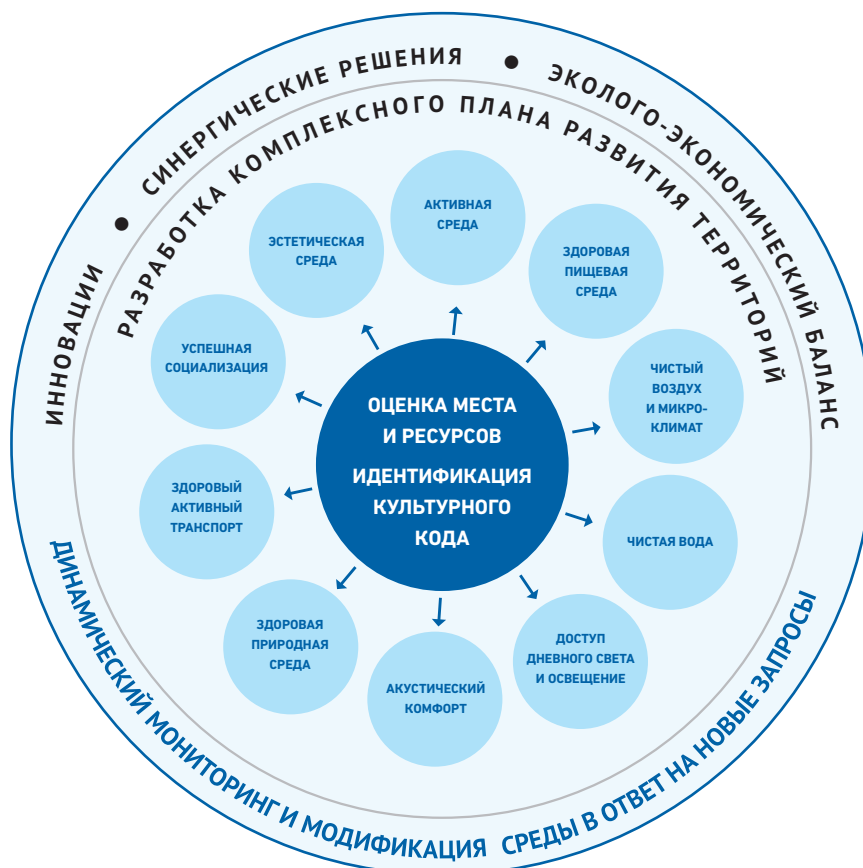 ИННОВАЦИИ • СИНЕРГИЧЕСКИЕ РЕШЕНИЯ • ЭКОЛОГО-ЭКОНОМИЧЕСКИЙ БАЛАНС
РАЗРАБОТКА КОМПЛЕКСНОГО ПЛАНА РАЗВИТИЯ ТЕРРИТОРИЙ
АКТИВНАЯ
СРЕДА
ЗДОРОВАЯ
ПИЩЕВАЯ
СРЕДА
ЧИСТЫЙ
ВОЗДУХ
И МИКРО-
КЛИМАТ
ЧИСТАЯ ВОДА
ДОСТУП
ДНЕВНОГО СВЕТА
И ОСВЕЩЕНИЕ
АКУСТИЧЕСКИЙ
КОМФОРТ
ЗДОРОВАЯ
ПРИРОДНАЯ
СРЕДА
ЗДОРОВЫЙ
АКТИВНЫЙ
ТРАНСПОРТ
УСПЕШНАЯ
СОЦИАЛИЗАЦИЯ
ЭСТЕТИЧЕСКАЯ
СРЕДА
ОЦЕНКА МЕСТА
И РЕСУРСОВ
ИДЕНТИФИКАЦИЯ
КУЛЬТУРНОГО
КОДА
ДИНАМИЧЕСКИЙ МОНИТОРИНГ И МОДИФИКАЦИЯ СРЕДЫ В ОТВЕТ НА НОВЫЕ ЗАПРОСЫ